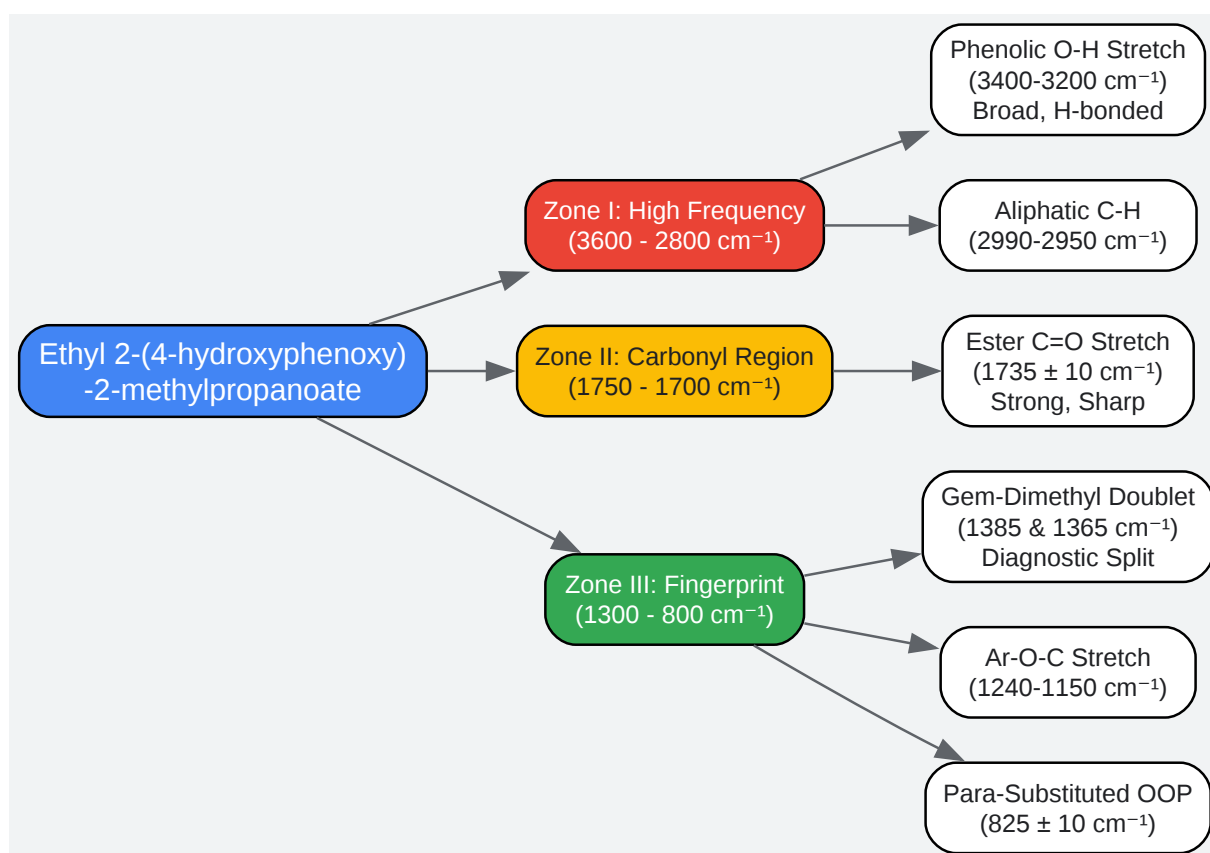 Ethyl 2-(4-hydroxyphenoxy)
-2-methylpropanoate
Zone I: High Frequency
(3600 - 2800 cm⁻¹)
Phenolic O-H Stretch
(3400-3200 cm⁻¹)
Broad, H-bonded
Aliphatic C-H
(2990-2950 cm⁻¹)
Zone II: Carbonyl Region
(1750 - 1700 cm⁻¹)
Ester C=O Stretch
(1735 ± 10 cm⁻¹)
Strong, Sharp
Zone III: Fingerprint
(1300 - 800 cm⁻¹)
Gem-Dimethyl Doublet
(1385 & 1365 cm⁻¹)
Diagnostic Split
Ar-O-C Stretch
(1240-1150 cm⁻¹)
Para-Substituted OOP
(825 ± 10 cm⁻¹)